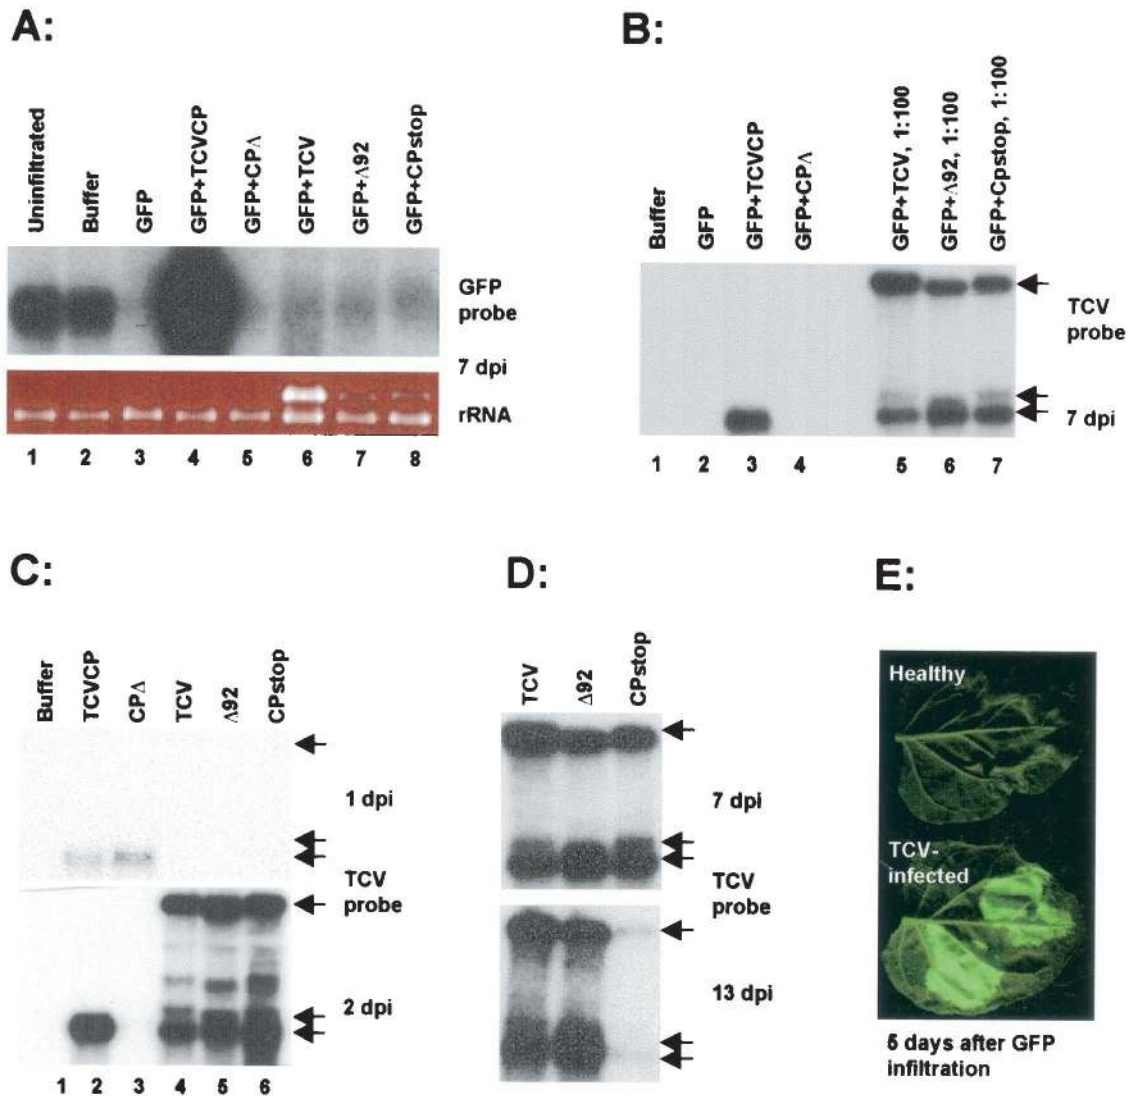 A:
Uninfiltrated
Buffer
GFP
GFP+TCVCP
GFP+CPΔ
GFP+TCV
GFP+Δ92
GFP+CPstop
GFP
probe
7 dpi
rRNA
1 2 3 4 5 6 7 8
B:
Buffer
GFP
GFP+TCVCP
GFP+CPΔ
GFP+TCV, 1:100
GFP+Δ92, 1:100
GFP+Cpstop, 1:100
TCV
probe
7 dpi
1 2 3 4 5 6 7
C:
Buffer
TCVCP
CPΔ
TCV
Δ92
CPstop
1 dpi
TCV
probe
2 dpi
1 2 3 4 5 6
D:
TCV
Δ92
CPstop
7 dpi
TCV
probe
13 dpi
E:
Healthy
TCV-
infected
5 days after GFP
infiltration